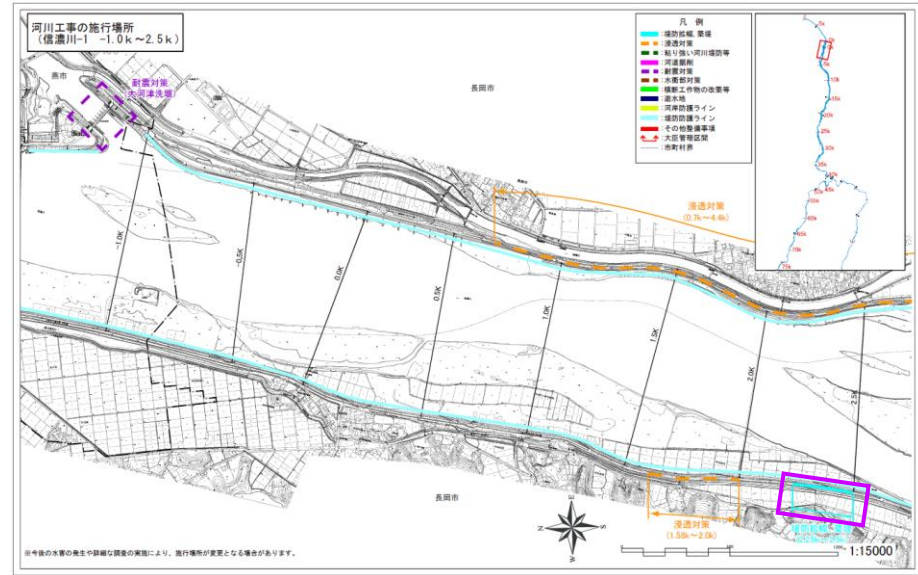 河川工事の施行場所
（信濃川-1　-1.0k～2.5k）
燕市
耐震対策
長岡市
凡 例
:堤防拡幅、築堤
:浸透対策
:粘り強い河川堤防等
:河道掘削
:耐震対策
:水衝部対策
:横断工作物の改築等
:遊水地
:河岸防護ライン
:堤防防護ライン
:その他整備事項
:大臣管理区間
:市町村界
浸透対策
(0.7k～4.4k)
-1.0K
-0.5K
0.0K
0.5K
1.0K
1.5K
2.0K
2.5K
長岡市
浸透対策
(1.58k～2.0k)
N
E
S
W
1:15000
※今後の水害の発生や詳細な調査の実施により、施行場所が変更となる場合があります。